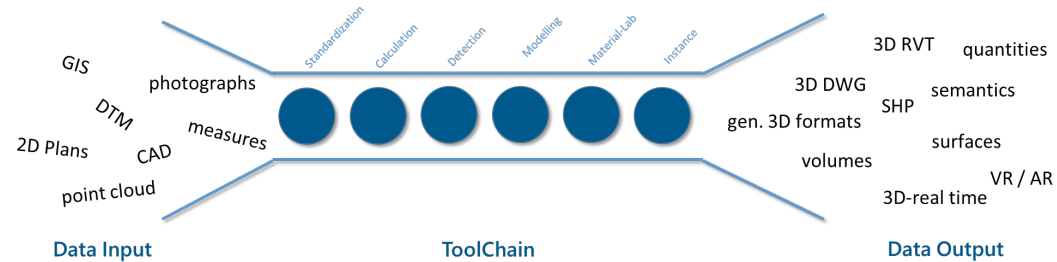 GIS
photographs
DTM
measures
2D Plans
CAD
point cloud
Standardization
Calculation
Detection
Modelling
Material-Lab
Instance
3D RVT
quantities
3D DWG
semantics
SHP
gen. 3D formats
surfaces
volumes
VR / AR
3D-real time
Data Input
ToolChain
Data Output